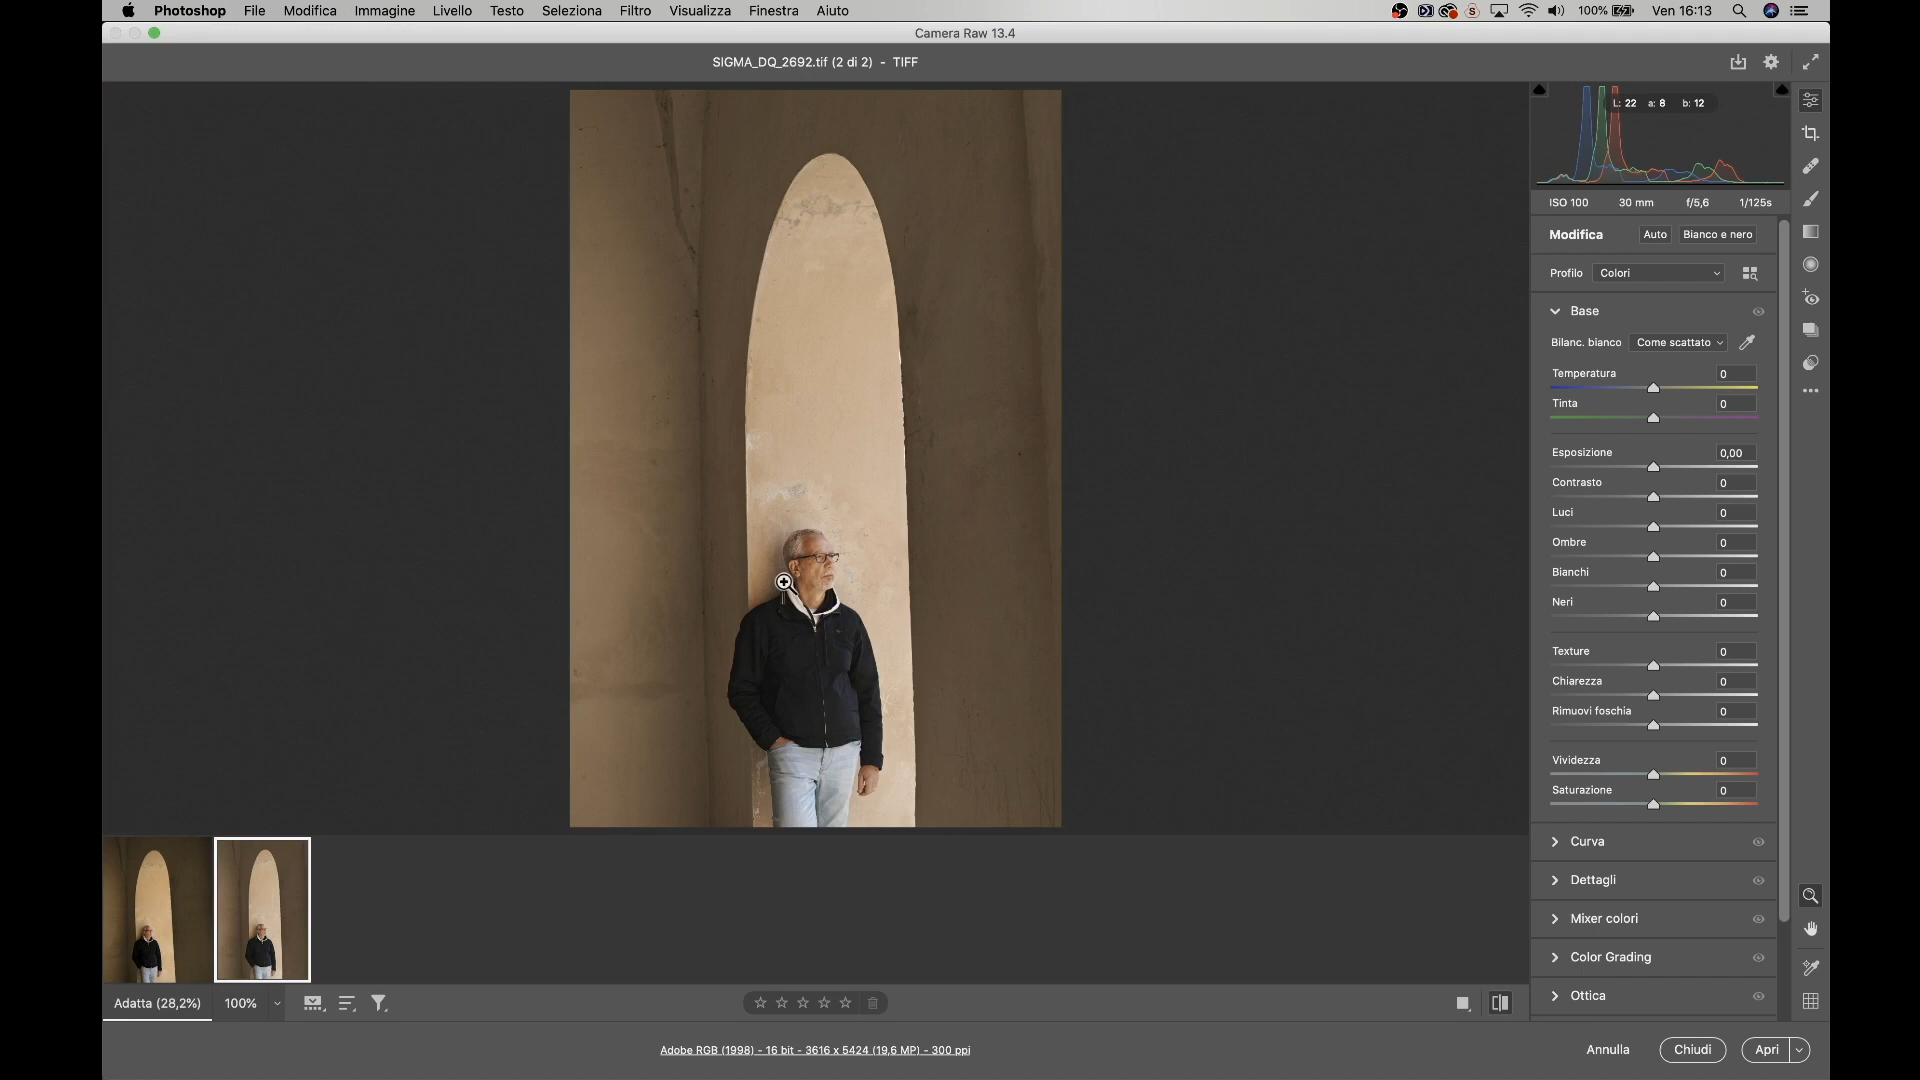 Photoshop File Modifica Immagine Livello Testo Seleziona Filtro Visualizza Finestra Aiuto 100% Ven 16:13
Camera Raw 13.4
SIGMA_DQ_2692.tif (2 di 2) - TIFF
L: 22 a: 8 b: 12
ISO 100 30 mm f/5,6 1/125s
Modifica Auto Bianco e nero
Profilo Colori
Base
Bilanc. bianco Come scattato
Temperatura 0
Tinta 0
Esposizione 0,00
Contrasto 0
Luci 0
Ombre 0
Bianchi 0
Neri 0
Texture 0
Chiarezza 0
Rimuovi foschia 0
Vividezza 0
Saturazione 0
Curva
Dettagli
Mixer colori
Color Grading
Ottica
Adatta (28,2%) 100%
Adobe RGB (1998) - 16 bit - 3616 x 5424 (19,6 MP) - 300 ppi
Annulla Chiudi Apri